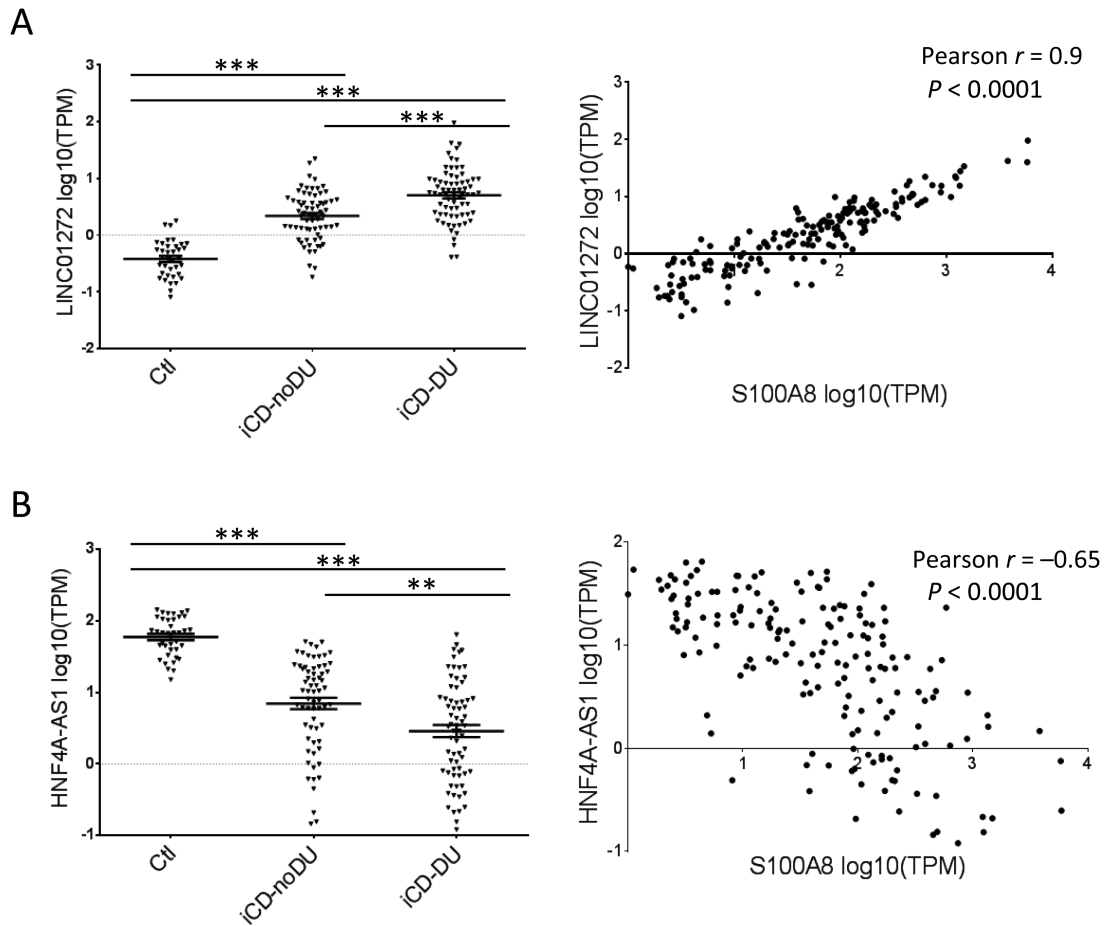 A
LINC01272 log10(TPM)
3
2
1
0
-1
-2
***
***
***
Ctl
iCD-noDU
iCD-DU
Pearson r = 0.9
P < 0.0001
LINC01272 log10(TPM)
3
2
1
0
-1
-2
2
3
4
S100A8 log10(TPM)
B
HNF4A-AS1 log10(TPM)
3
2
1
0
-1
***
***
**
Ctl
iCD-noDU
iCD-DU
Pearson r = –0.65
P < 0.0001
HNF4A-AS1 log10(TPM)
2
1
0
-1
1
2
3
4
S100A8 log10(TPM)